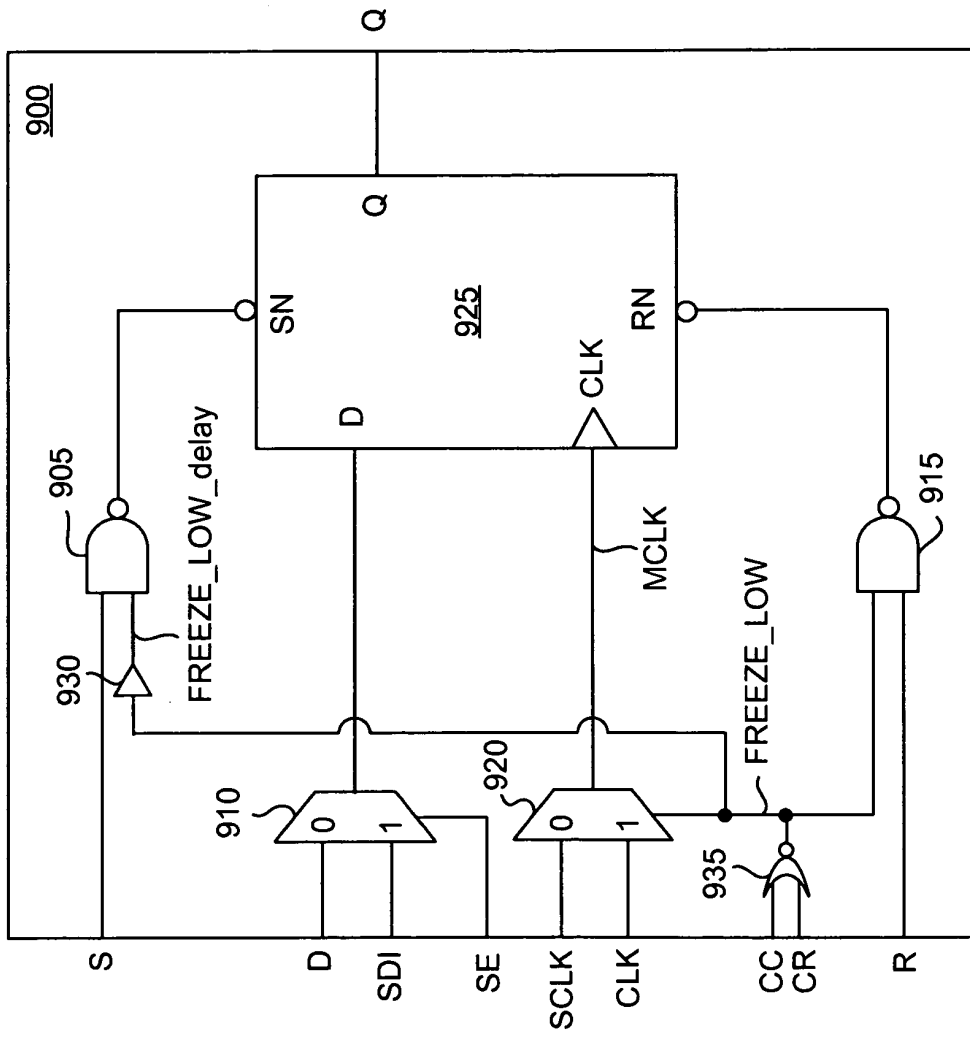 900
Q
905
SN
Q
930
FREEZE_LOW_delay
D
925
CLK
RN
910
0
1
920
0
1
MCLK
FREEZE_LOW
935
915
S
D
SDI
SE
SCLK
CLK
CC
CR
R